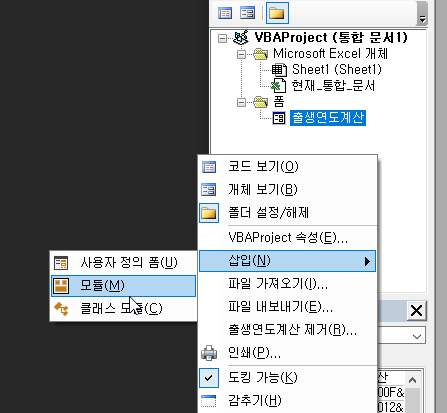 VBAProject (통합 문서1)
Microsoft Excel 개체
Sheet1 (Sheet1)
현재_통합_문서
폼
출생연도계산
코드 보기(O)
개체 보기(B)
폴더 설정/해제
VBAProject 속성(E)...
삽입(N)
파일 가져오기(I)...
파일 내보내기(E)...
출생연도계산 제거(R)...
인쇄(P)...
도킹 가능(K)
감추기(H)
사용자 정의 폼(U)
모듈(M)
클래스 모듈(C)
산
00F&
012&